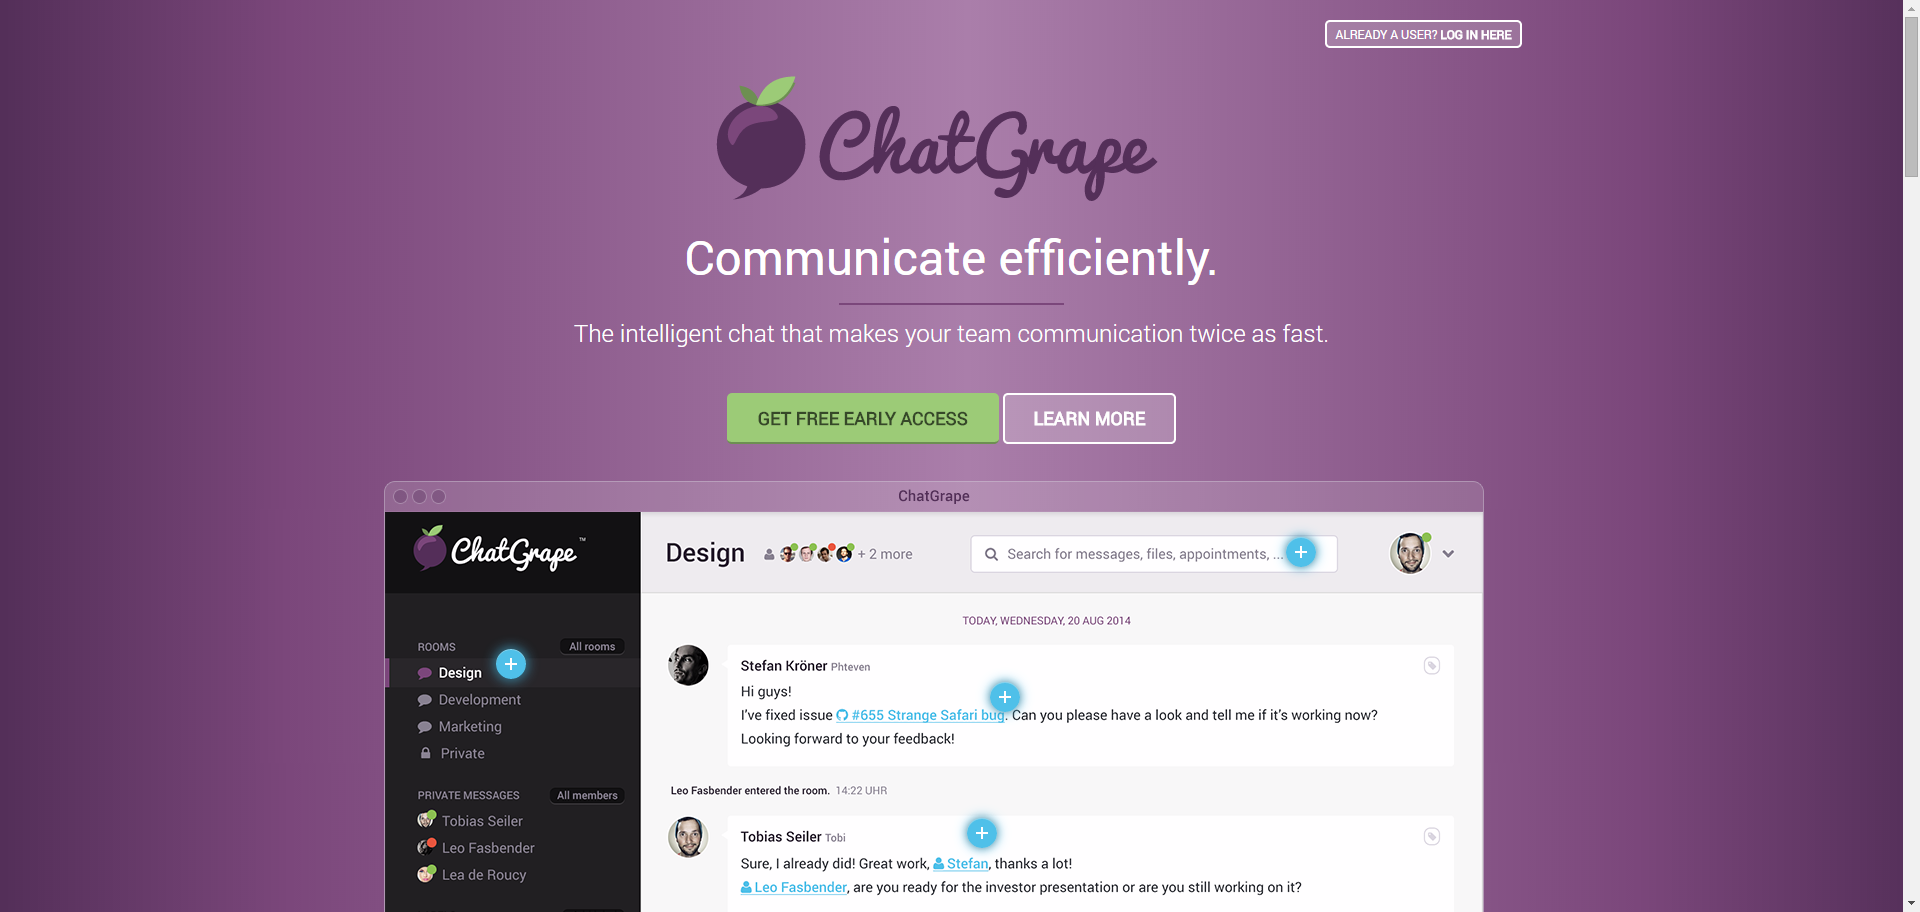 ALREADY A USER? LOG IN HERE
ChatGrape
Communicate efficiently.
The intelligent chat that makes your team communication twice as fast.
GET FREE EARLY ACCESS
LEARN MORE
ChatGrape
ChatGrape™
Design
+ 2 more
Search for messages, files, appointments, ...
ROOMS
All rooms
Design
Development
Marketing
Private
PRIVATE MESSAGES
All members
Tobias Seiler
Leo Fasbender
Lea de Roucy
TODAY, WEDNESDAY, 20 AUG 2014
Stefan Kröner Phteven
Hi guys!
I've fixed issue #655 Strange Safari bug. Can you please have a look and tell me if it's working now?
Looking forward to your feedback!
Leo Fasbender entered the room. 14:22 UHR
Tobias Seiler Tobi
Sure, I already did! Great work, Stefan, thanks a lot!
Leo Fasbender, are you ready for the investor presentation or are you still working on it?